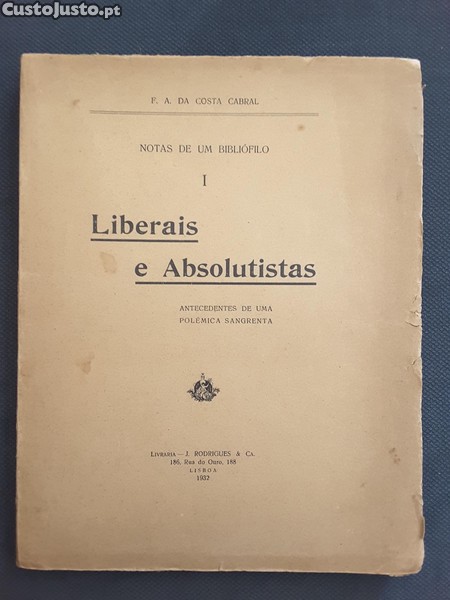 CustoJusto.pt
F. A. DA COSTA CABRAL
NOTAS DE UM BIBLIÓFILO
I
Liberais
e Absolutistas
ANTECEDENTES DE UMA
POLÉMICA SANGRENTA
LIVRARIA—J. RODRIGUES & CA.
186, Rua do Ouro, 188
LISBOA
1932